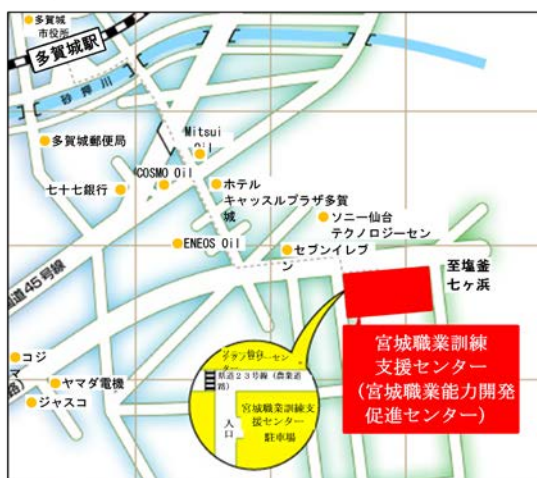 多賀城
市役所
多賀城駅
砂押川
多賀城郵便局
Mitsui
Oil
COSMO Oil
七十七銀行
ホテル
キャッスルプラザ多賀
城
ソニー仙台
テクノロジーセン
ENEOS Oil
セブンイレブ
ン
至塩釜
七ヶ浜
号線
コジ
マ
路)
ヤマダ電機
ジャスコ
県道23号線（農業道
路）
宮城職業訓練支
援センター
駐車場
入口
宮城職業訓練
支援センター
(宮城職業能力開発
促進センター)